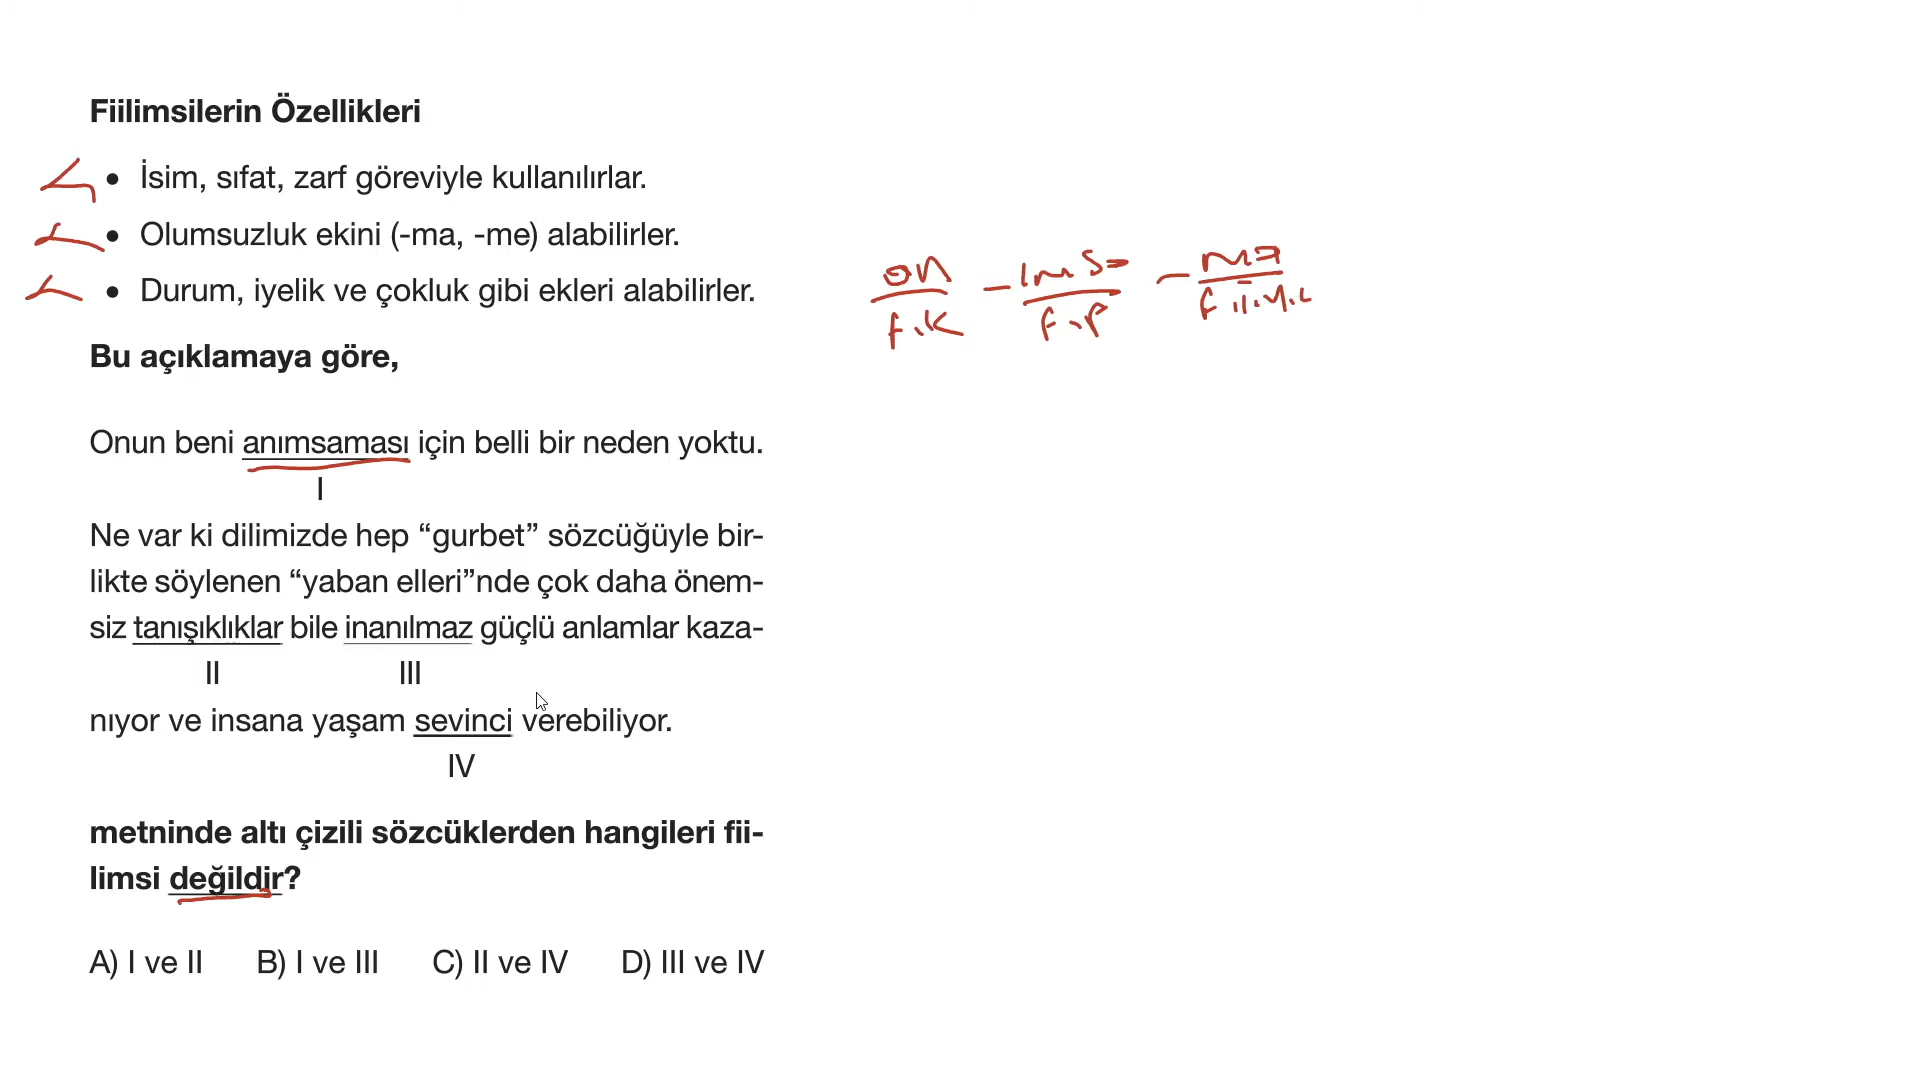 Fiilimsilerin Özellikleri
• İsim, sıfat, zarf göreviyle kullanılırlar.
• Olumsuzluk ekini (-ma, -me) alabilirler.
• Durum, iyelik ve çokluk gibi ekleri alabilirler.
an -ımsa -ma
f.k f.y
Bu açıklamaya göre,
Onun beni anımsaması için belli bir neden yoktu.
I
Ne var ki dilimizde hep “gurbet” sözcüğüyle bir-
likte söylenen “yaban elleri”nde çok daha önem-
siz tanışıklıklar bile inanılmaz güçlü anlamlar kaza-
II III
nıyor ve insana yaşam sevinci verebiliyor.
IV
metninde altı çizili sözcüklerden hangileri fii-
limsi değildir?
A) I ve II B) I ve III C) II ve IV D) III ve IV